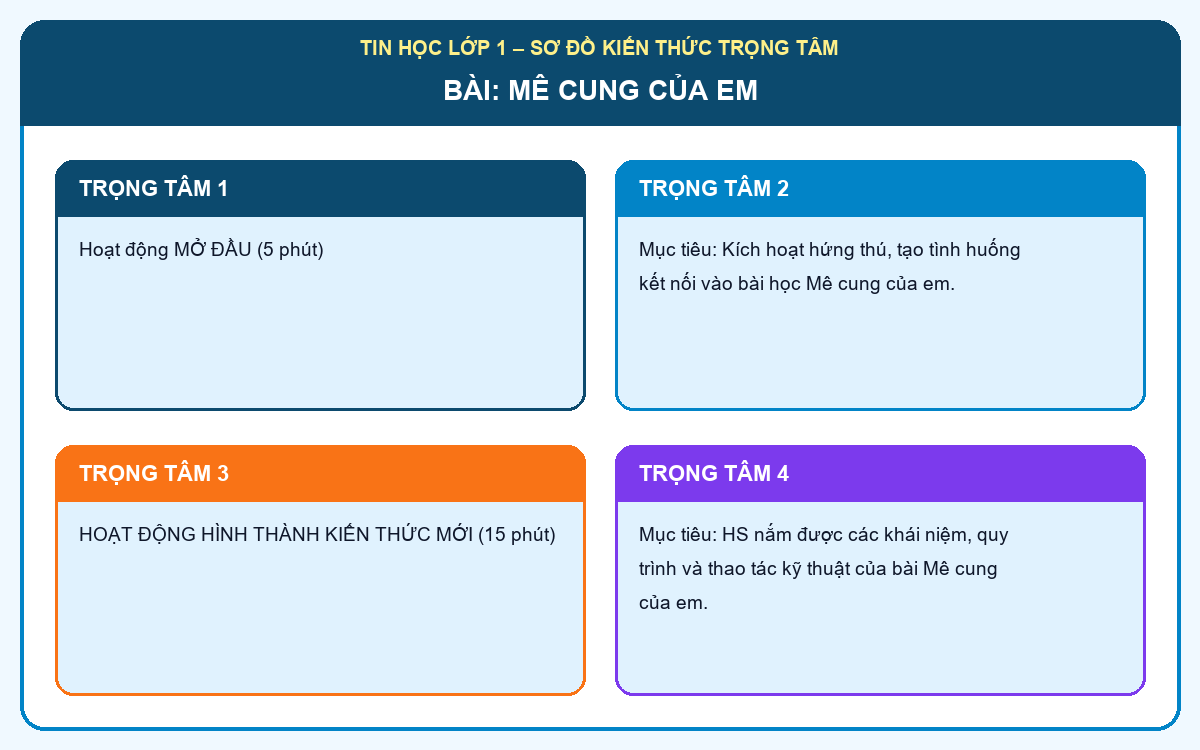 TIN HỌC LỚP 1 – SƠ ĐỒ KIẾN THỨC TRỌNG TÂM
BÀI: MÊ CUNG CỦA EM
TRỌNG TÂM 1
Hoạt động MỞ ĐẦU (5 phút)
TRỌNG TÂM 2
Mục tiêu: Kích hoạt hứng thú, tạo tình huống
kết nối vào bài học Mê cung của em.
TRỌNG TÂM 3
HOẠT ĐỘNG HÌNH THÀNH KIẾN THỨC MỚI (15 phút)
TRỌNG TÂM 4
Mục tiêu: HS nắm được các khái niệm, quy
trình và thao tác kỹ thuật của bài Mê cung
của em.